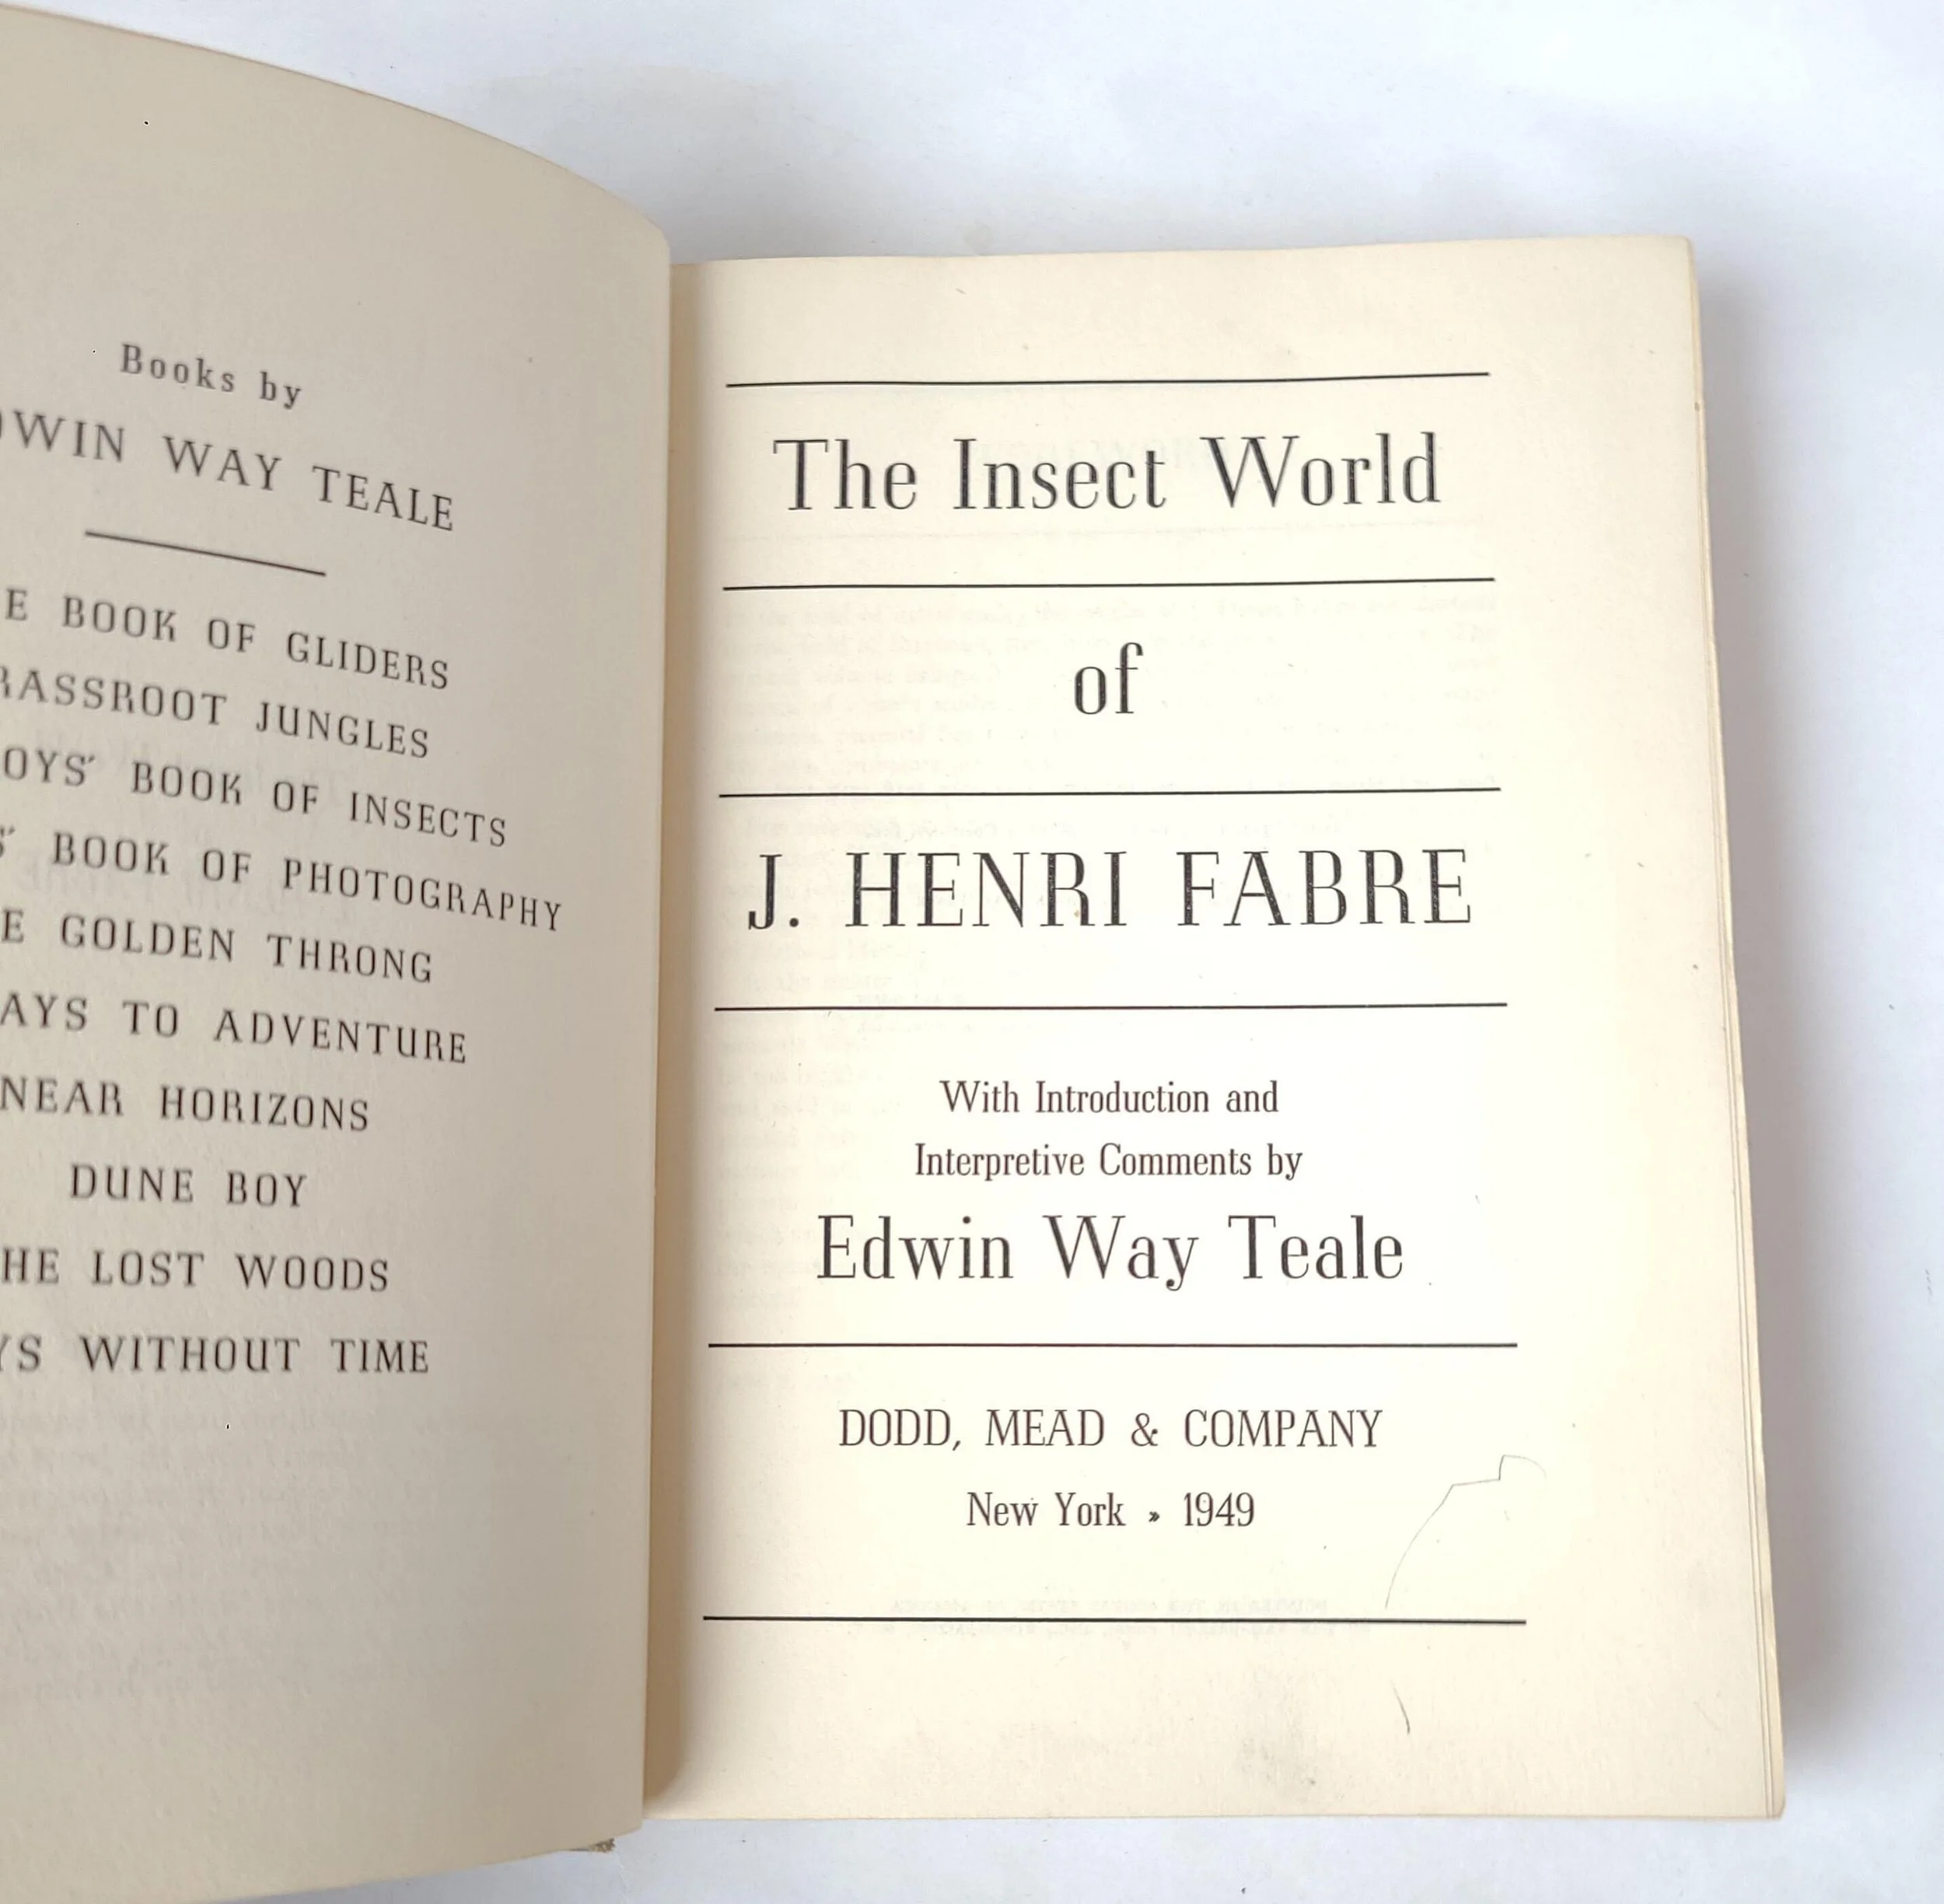 Books by
WIN WAY TEALE
E BOOK OF GLIDERS
RASSROOT JUNGLES
OYS' BOOK OF INSECTS
S' BOOK OF PHOTOGRAPHY
E GOLDEN THRONG
AYS TO ADVENTURE
NEAR HORIZONS
DUNE BOY
HE LOST WOODS
YS WITHOUT TIME
The Insect World
of
J. HENRI FABRE
With Introduction and
Interpretive Comments by
Edwin Way Teale
DODD, MEAD & COMPANY
New York » 1949